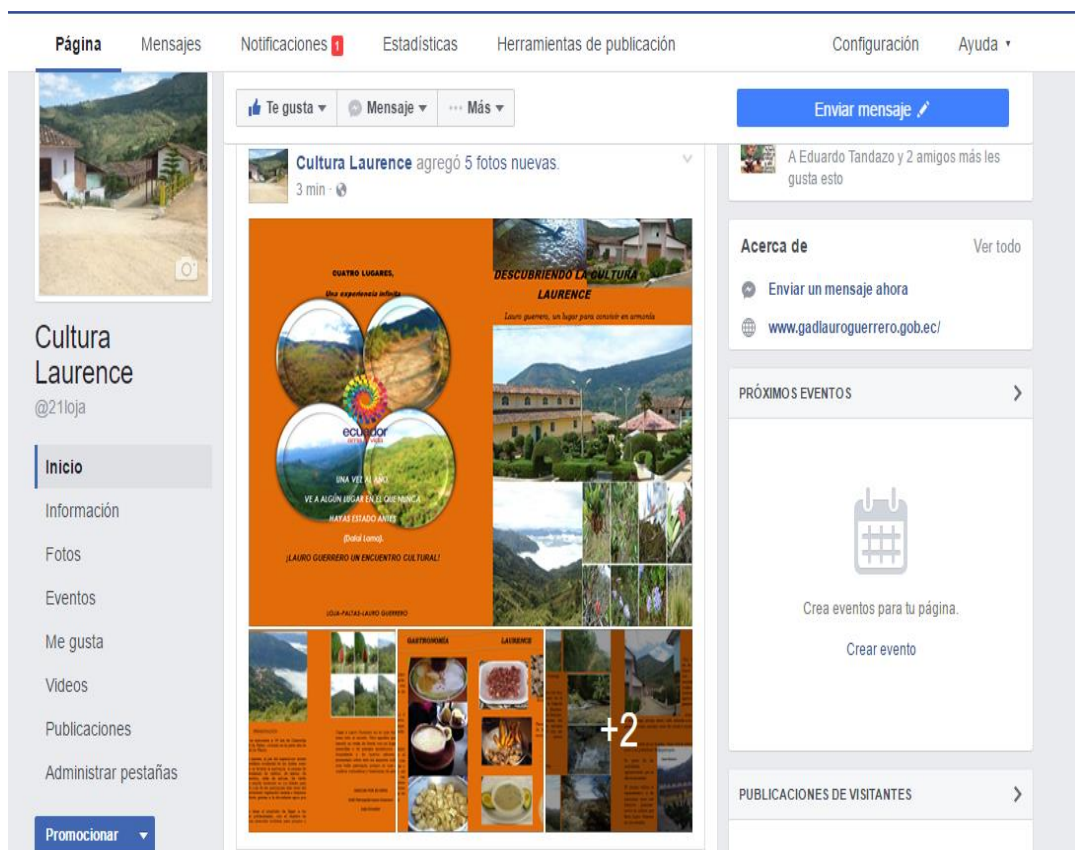 Página Mensajes Notificaciones 1 Estadísticas Herramientas de publicación Configuración Ayuda
Te gusta Mensaje Más Enviar mensaje
Cultura Laurence agregó 5 fotos nuevas.
3 min
A Eduardo Tandazo y 2 amigos más les
gusta esto
Cultura
Laurence
@21loja
Inicio
Información
Fotos
Eventos
Me gusta
Videos
Publicaciones
Administrar pestañas
Promocionar
CUATRO LUGARES,
Una experiencia infinita
ecuador
ama la vida
UNA VEZ AL AÑO,
VE A ALGÚN LUGAR EN EL QUE NUNCA
HAYAS ESTADO ANTES
(Dalai Lama).
¡LAURO GUERRERO UN ENCUENTRO CULTURAL!
LOJA-PALTAS-LAURO GUERRERO
DESCUBRIENDO LA CULTURA
LAURENCE
Lauro guerrero, un lugar para convivir en armonía
GASTRONOMÍA LAURENCE
+2
Acerca de Ver todo
Enviar un mensaje ahora
www.gadlauroguerrero.gob.ec/
PRÓXIMOS EVENTOS
Crea eventos para tu página.
Crear evento
PUBLICACIONES DE VISITANTES